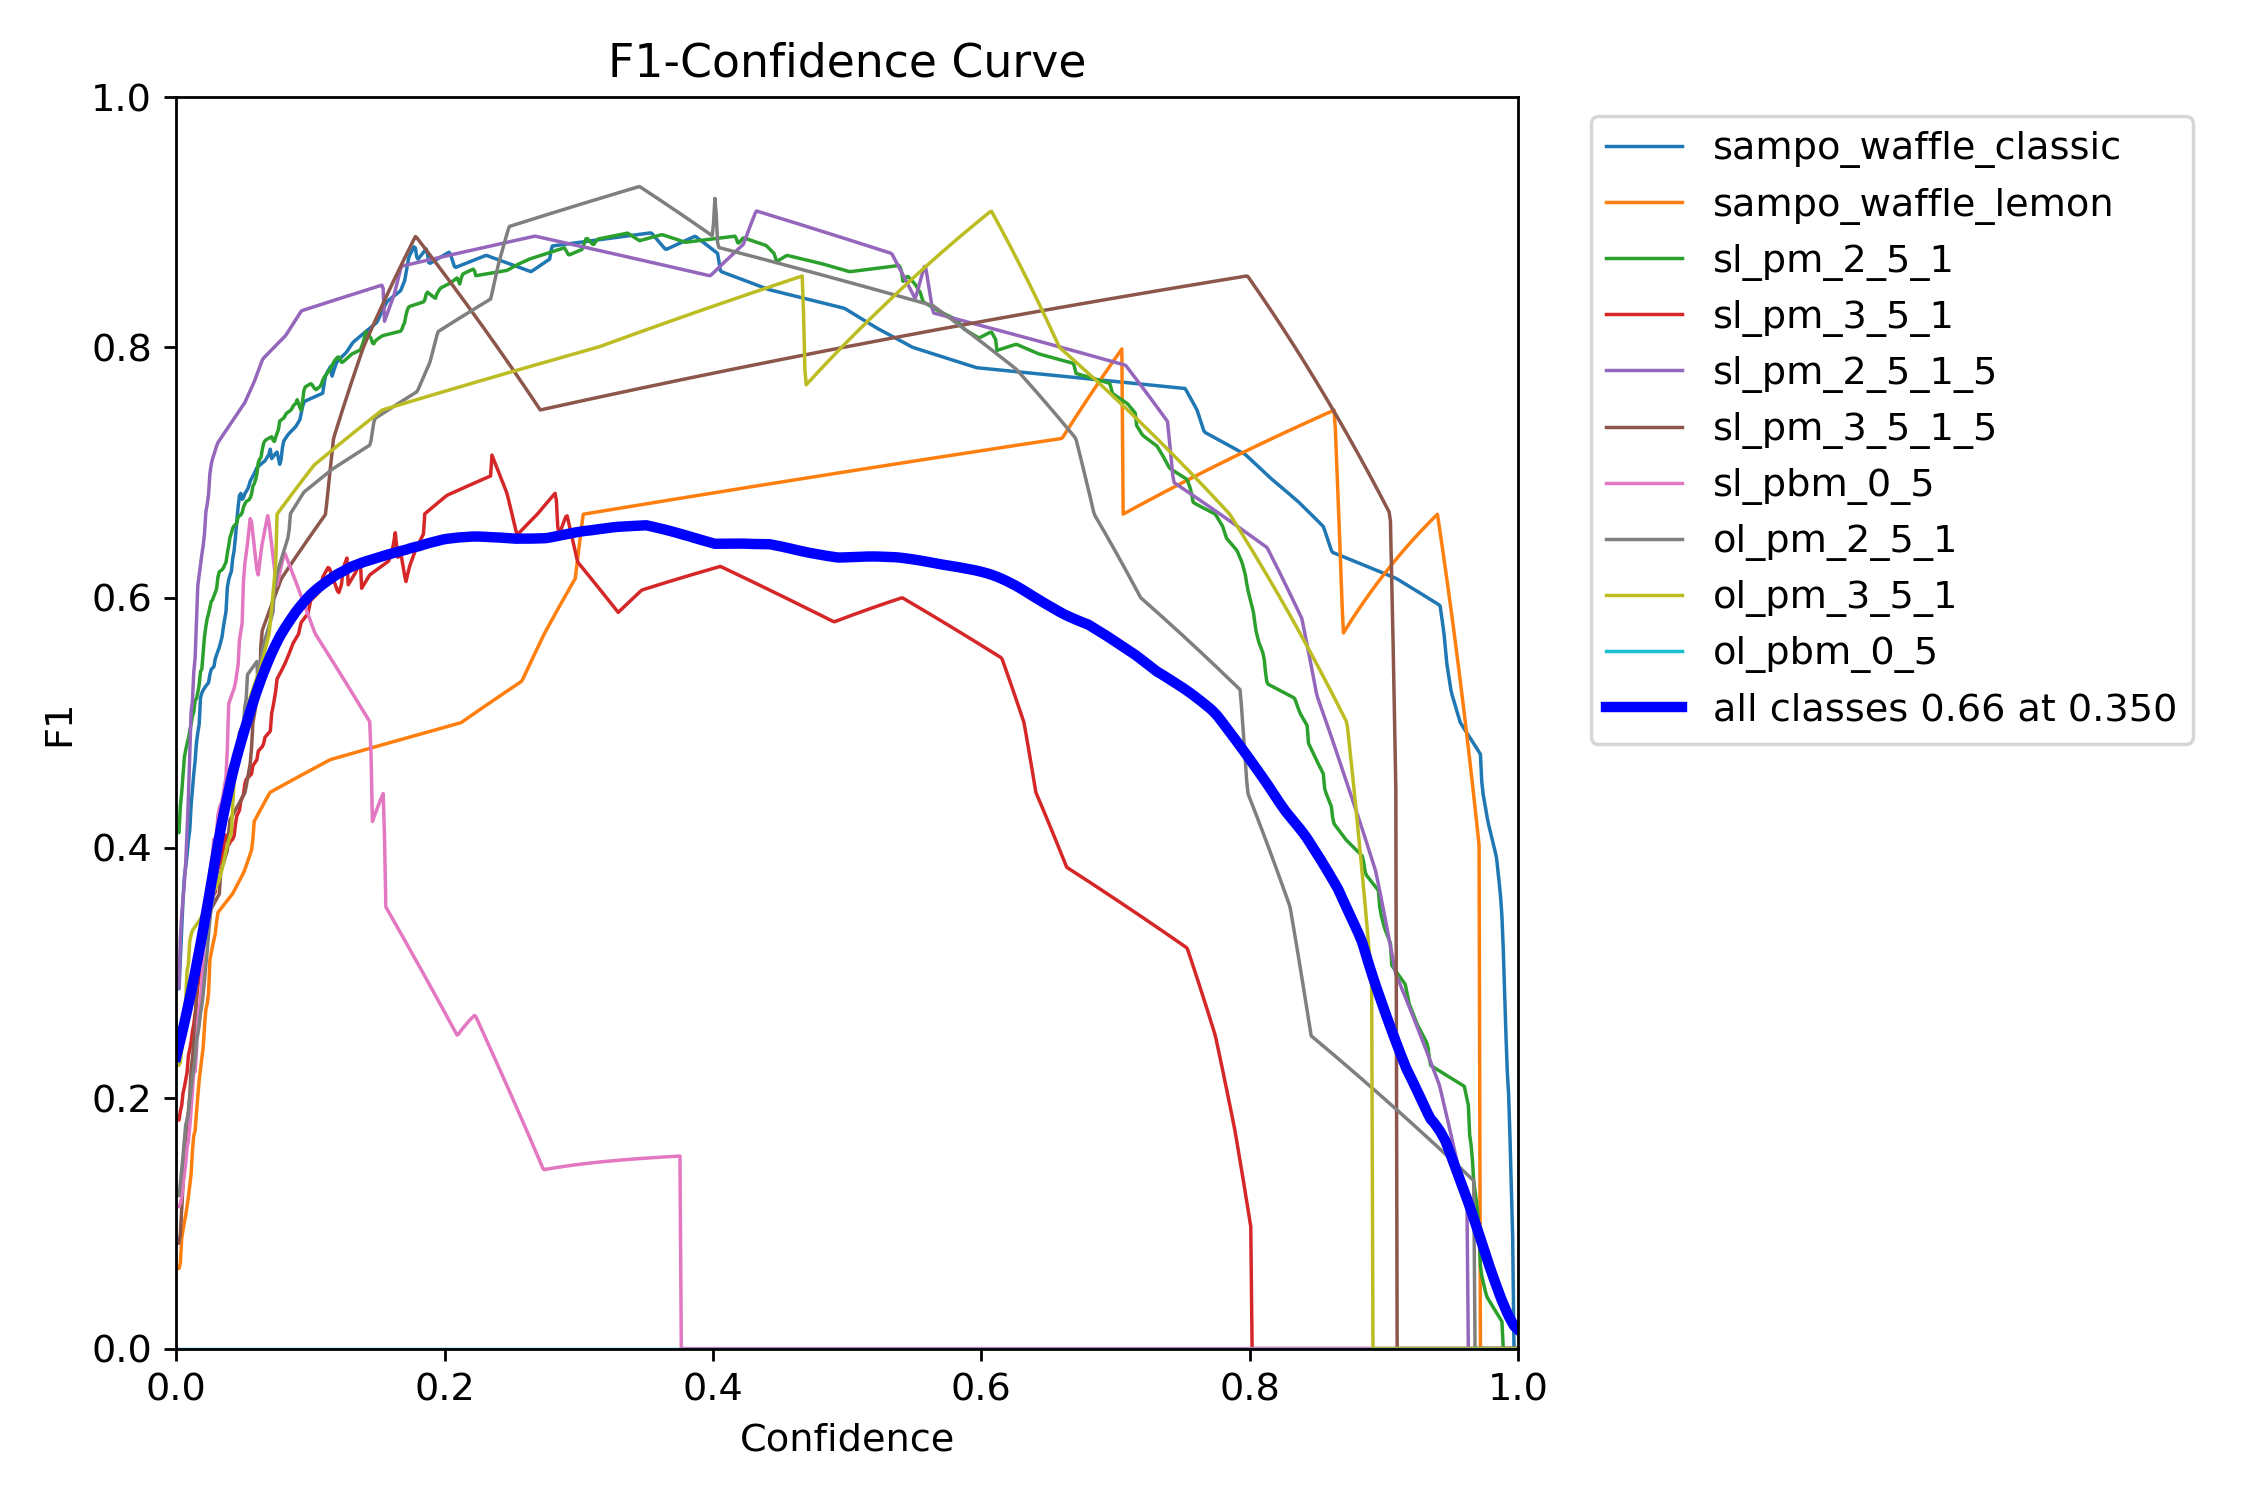 F1-Confidence Curve
1.0
0.8
0.6
0.4
0.2
0.0
F1
0.0 0.2 0.4 0.6 0.8 1.0
Confidence
sampo_waffle_classic
sampo_waffle_lemon
sl_pm_2_5_1
sl_pm_3_5_1
sl_pm_2_5_1_5
sl_pm_3_5_1_5
sl_pbm_0_5
ol_pm_2_5_1
ol_pm_3_5_1
ol_pbm_0_5
all classes 0.66 at 0.350